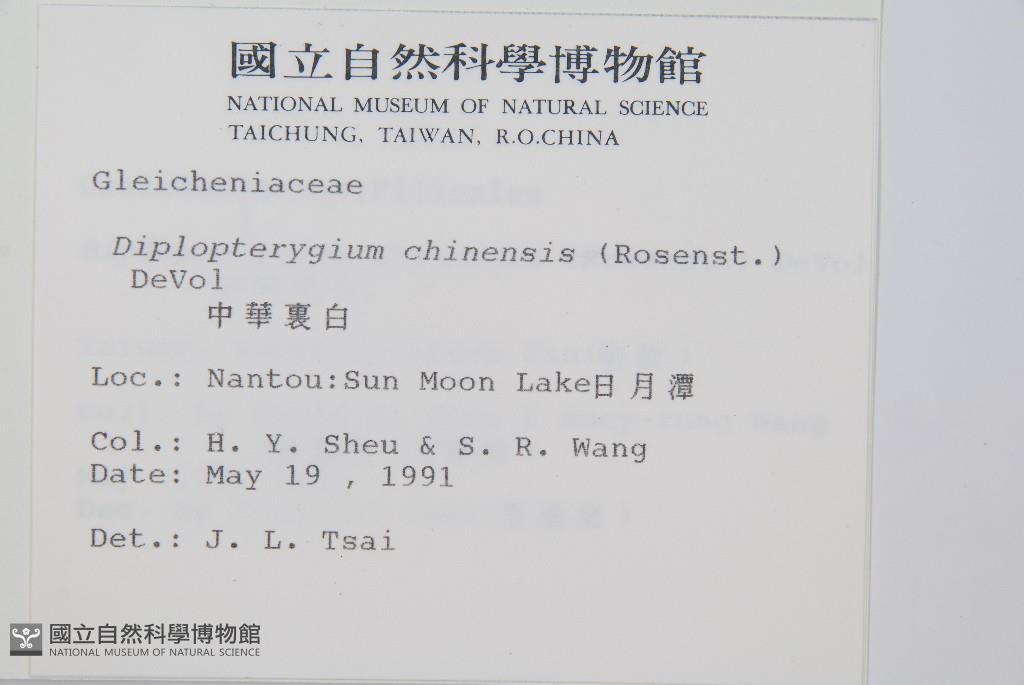 國立自然科學博物館
NATIONAL MUSEUM OF NATURAL SCIENCE
TAICHUNG, TAIWAN, R.O.CHINA
Gleicheniaceae
Diplopterygium chinensis (Rosenst.)
DeVol
中華裏白
Loc.: Nantou:Sun Moon Lake日月潭
Col.: H. Y. Sheu & S. R. Wang
Date: May 19 , 1991
Det.: J. L. Tsai
國立自然科學博物館
NATIONAL MUSEUM OF NATURAL SCIENCE